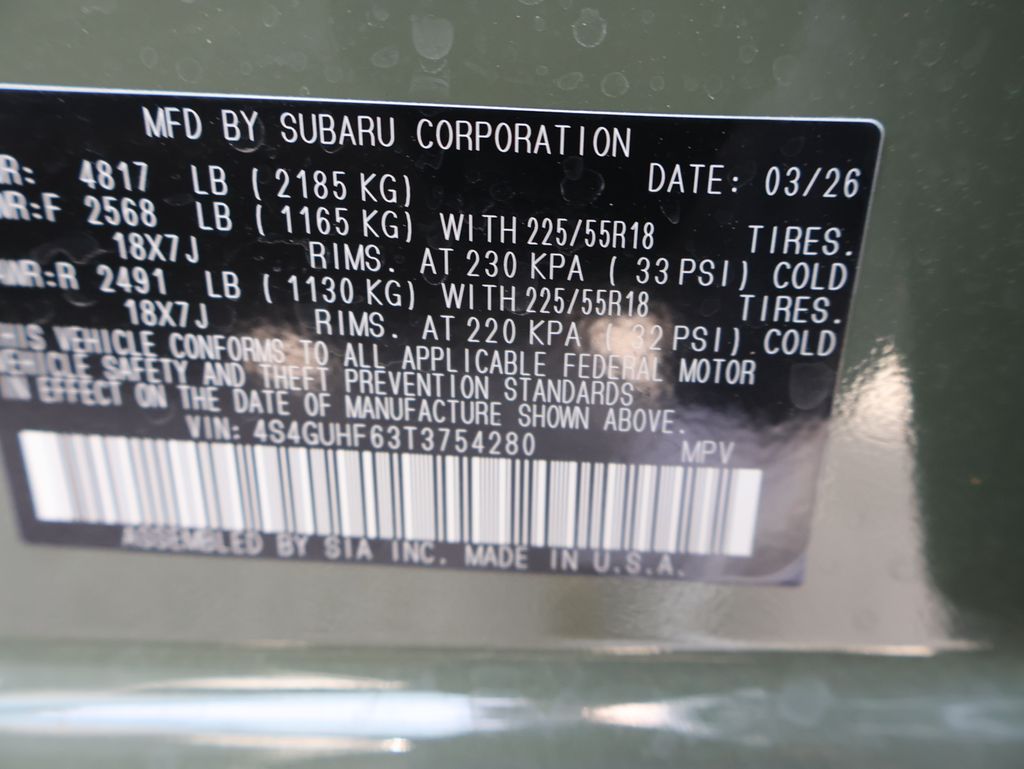 MFD BY SUBARU CORPORATION
DATE: 03/26
R: 4817 LB ( 2185 KG)
WR:F 2568 LB ( 1165 KG) WITH 225/55R18 TIRES.
18X7J RIMS. AT 230 KPA ( 33 PSI) COLD
WR:R 2491 LB ( 1130 KG) WITH 225/55R18 TIRES.
18X7J RIMS. AT 220 KPA ( 32 PSI) COLD
THIS VEHICLE CONFORMS TO ALL APPLICABLE FEDERAL MOTOR
VEHICLE SAFETY AND THEFT PREVENTION STANDARDS
IN EFFECT ON THE DATE OF MANUFACTURE SHOWN ABOVE.
VIN: 4S4GUHF63T3754280 MPV
ASSEMBLED BY SIA INC. MADE IN U.S.A.